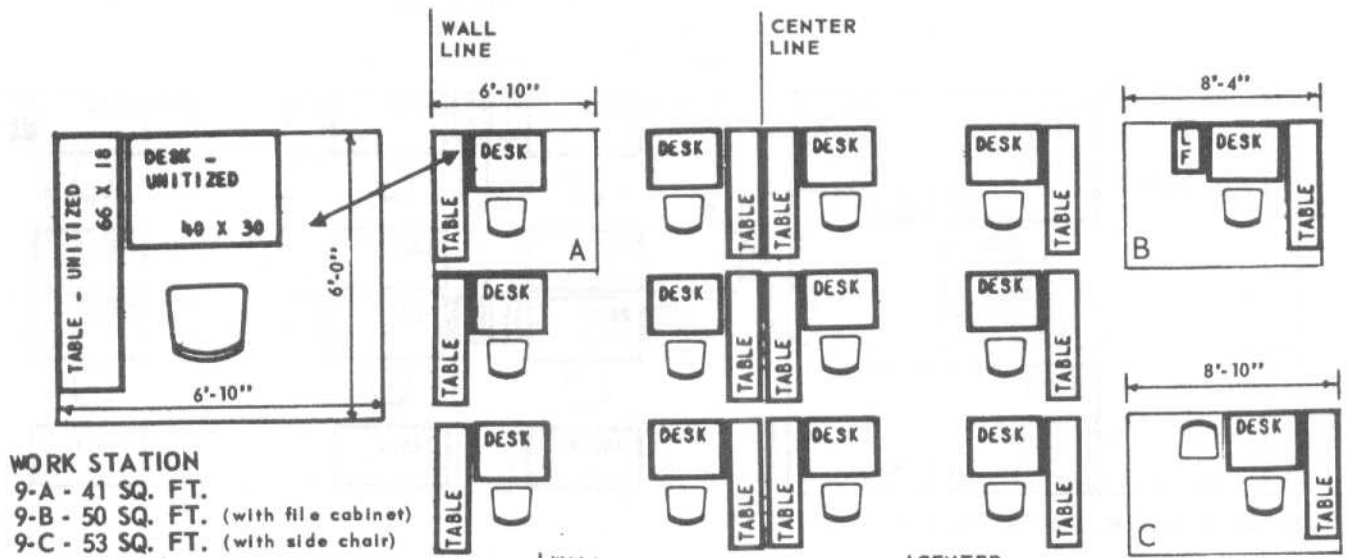 WALL
LINE
CENTER
LINE
6'-10"
8'-4"
TABLE - UNITIZED
66 X 18
DESK -
UNITIZED
40 X 30
6'-0"
6'-10"
DESK
TABLE
A
DESK
TABLE
TABLE
DESK
DESK
TABLE
LF
DESK
TABLE
B
DESK
TABLE
DESK
TABLE
TABLE
DESK
DESK
TABLE
8'-10"
DESK
TABLE
DESK
TABLE
TABLE
DESK
DESK
TABLE
DESK
TABLE
C
WORK STATION
9-A - 41 SQ. FT.
9-B - 50 SQ. FT. (with file cabinet)
9-C - 53 SQ. FT. (with side chair)